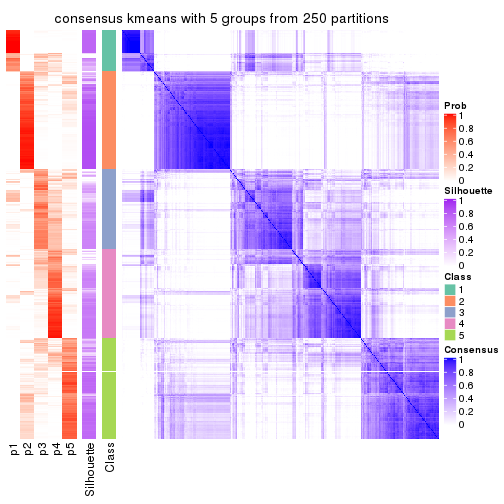 consensus kmeans with 5 groups from 250 partitions
Prob
1
0.8
0.6
0.4
0.2
0
Silhouette
1
0.8
0.6
0.4
0.2
0
Class
1
2
3
4
5
Consensus
1
0.8
0.6
0.4
0.2
0
p1
p2
p3
p4
p5
Silhouette
Class